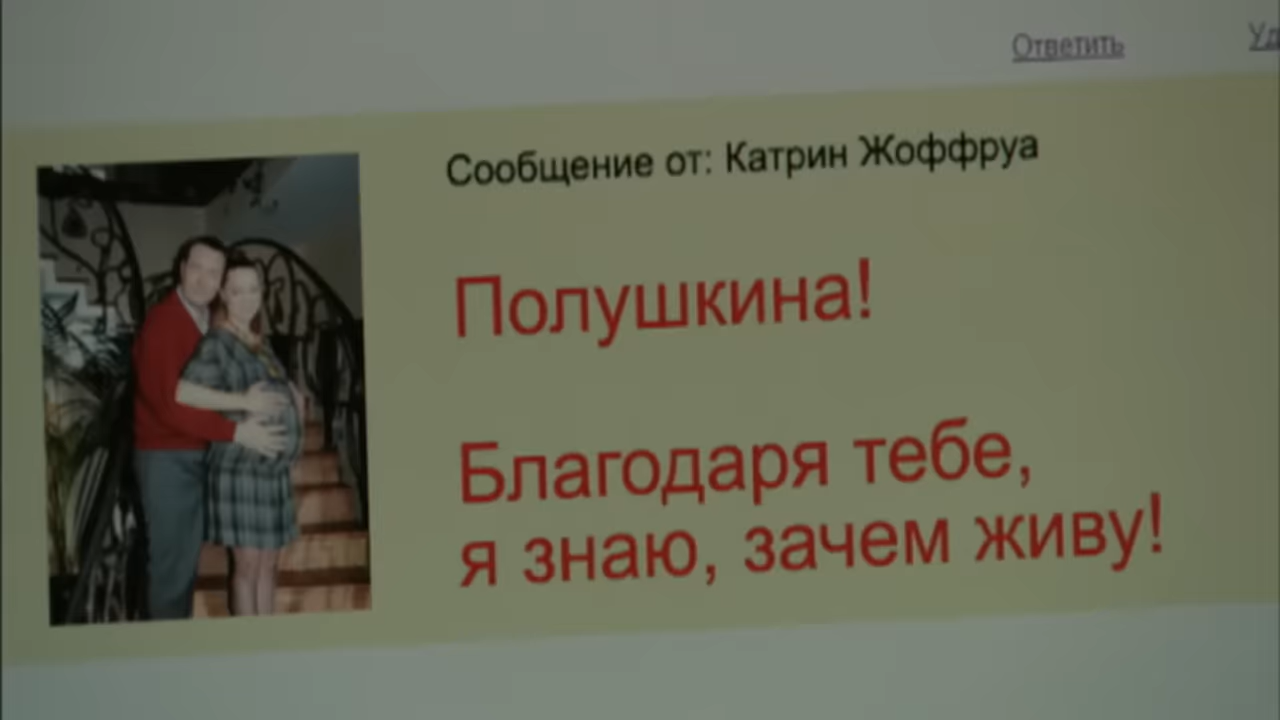 Ответить
Сообщение от: Катрин Жоффруа
Полушкина!
Благодаря тебе,
я знаю, зачем живу!